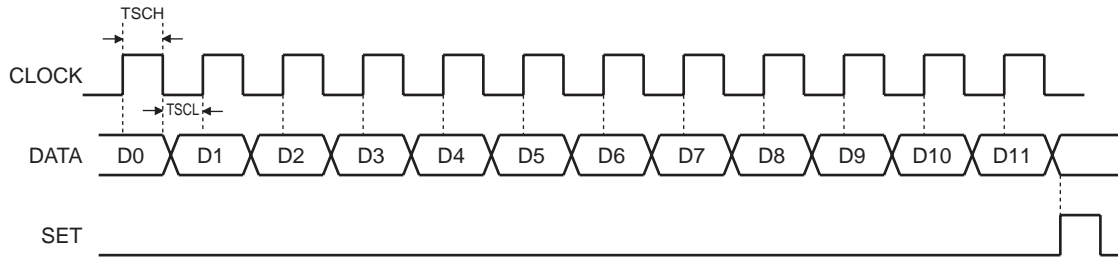 TSCH
CLOCK
TSCL
DATA D0 D1 D2 D3 D4 D5 D6 D7 D8 D9 D10 D11
SET